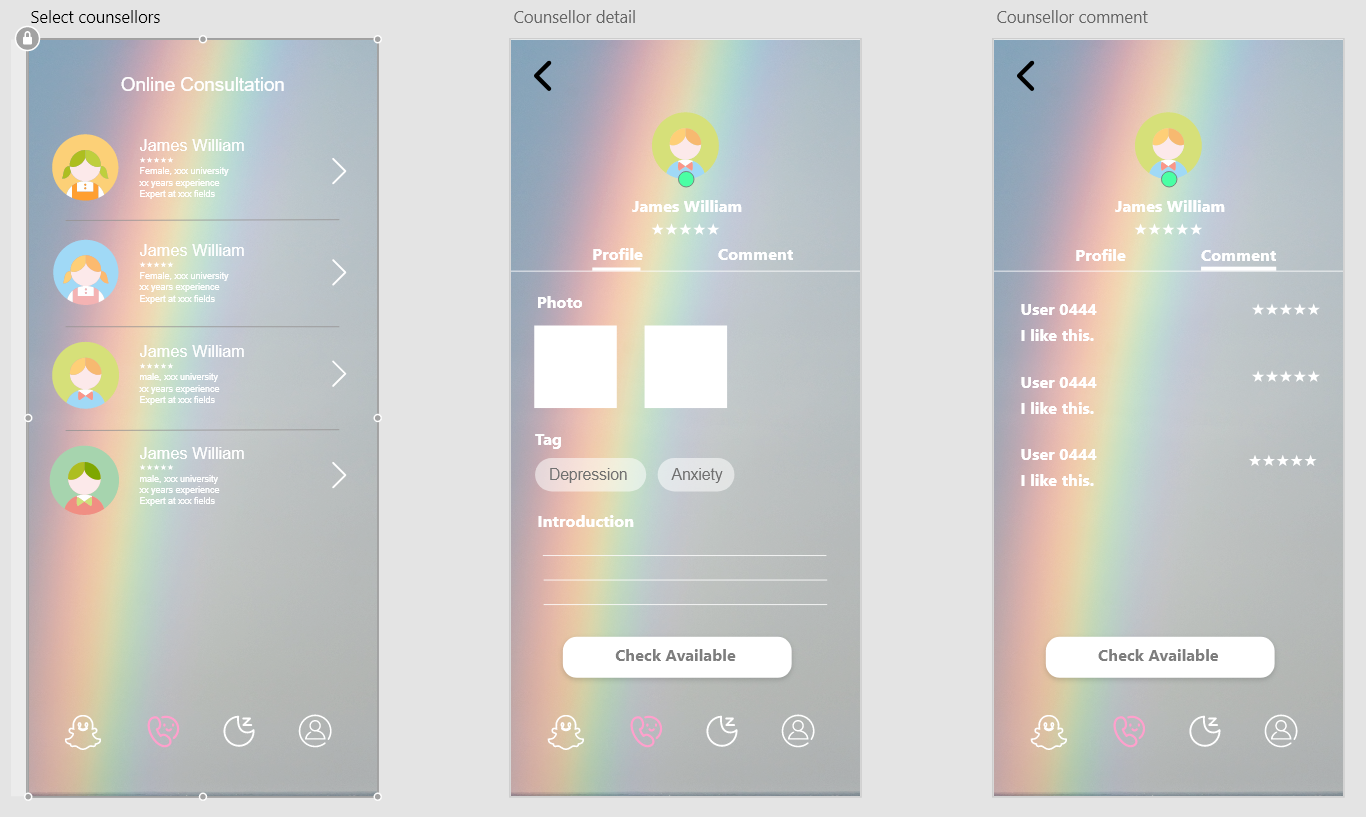 Select counsellors
Online Consultation
James William
Female, xxx university
xx years experience
Expert at xxx fields
James William
Female, xxx university
xx years experience
Expert at xxx fields
James William
male, xxx university
xx years experience
Expert at xxx fields
James William
male, xxx university
xx years experience
Expert at xxx fields
z
Counsellor detail
James William
Profile Comment
Photo
Tag
Depression Anxiety
Introduction
Check Available
z
Counsellor comment
James William
Profile Comment
User 0444
I like this.
User 0444
I like this.
User 0444
I like this.
Check Available
z